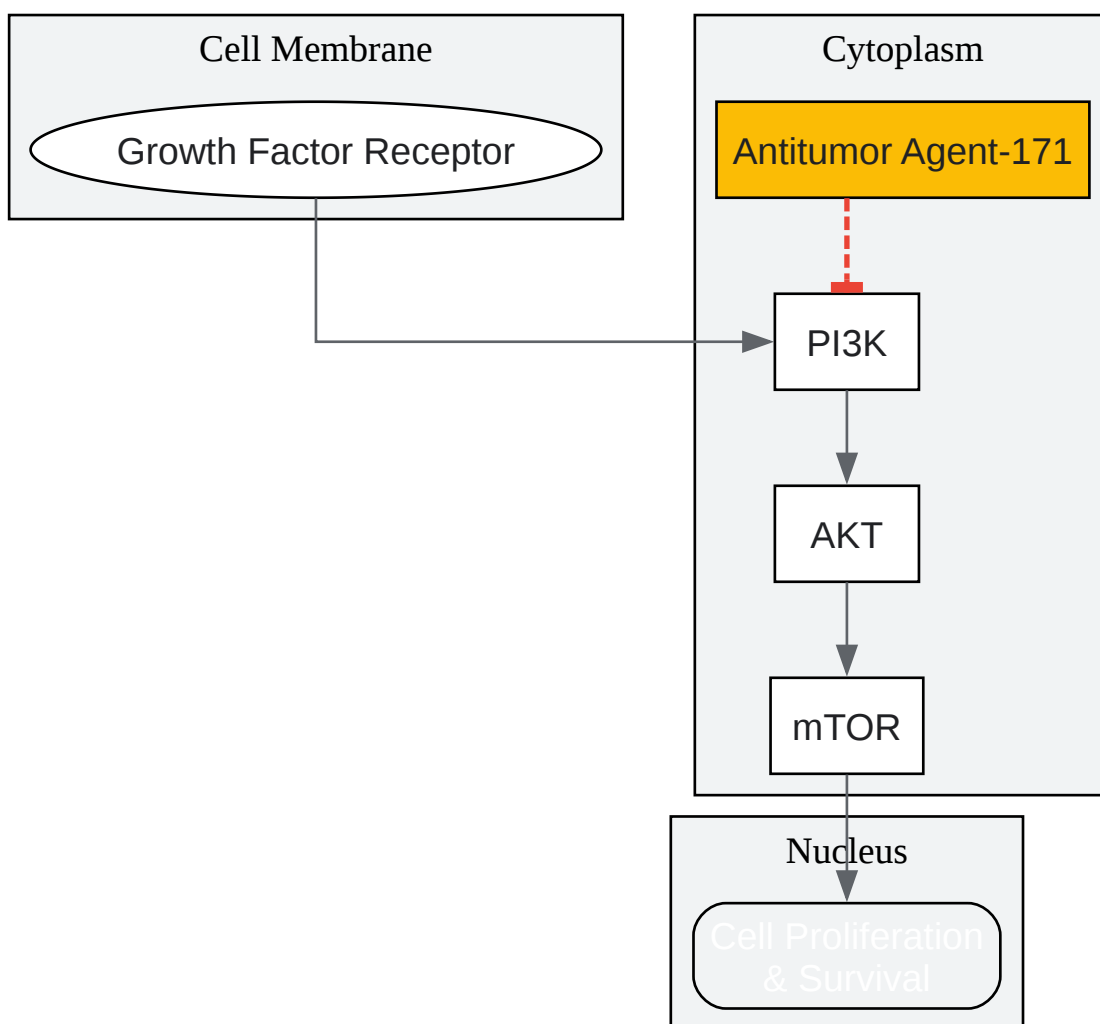 Cell Membrane
Growth Factor Receptor
Cytoplasm
Antitumor Agent-171
PI3K
AKT
mTOR
Nucleus
Cell Proliferation
& Survival